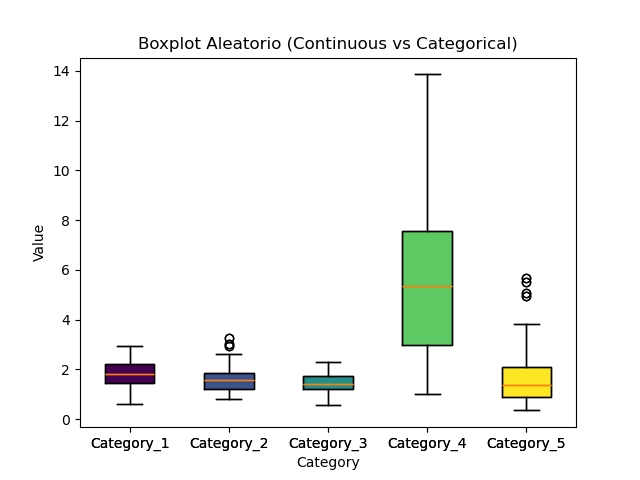 Boxplot Aleatorio (Continuous vs Categorical)
14
12
10
8
6
4
2
0
Value
Category_1 Category_2 Category_3 Category_4 Category_5
Category